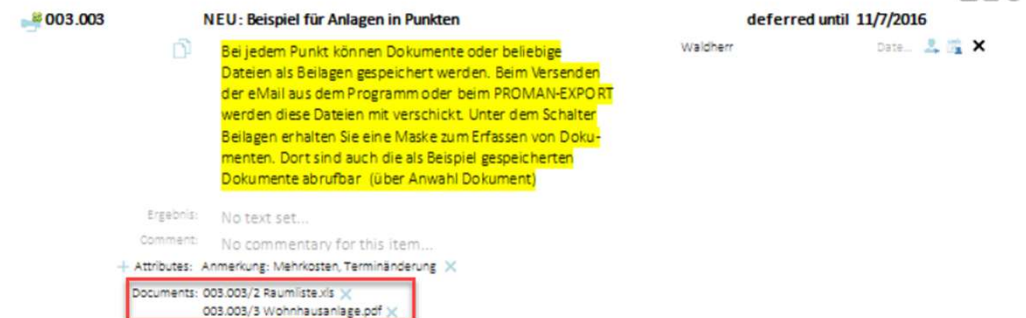 003.003 NEU: Beispiel für Anlagen in Punkten deferred until 11/7/2016
Bei jedem Punkt können Dokumente oder beliebige Waldherr Date...
Dateien als Beilagen gespeichert werden. Beim Versenden
der eMail aus dem Programm oder beim PROMAN-EXPORT
werden diese Dateien mit verschickt. Unter dem Schalter
Beilagen erhalten Sie eine Maske zum Erfassen von Doku-
menten. Dort sind auch die als Beispiel gespeicherten
Dokumente abrufbar (über Anwahl Dokument)
Ergebnis: No text set...
Comment: No commentary for this item...
+ Attributes: Anmerkung: Mehrkosten, Terminänderung
Documents: 003.003/2 Raumliste.xls
003.003/3 Wohnhausanlage.pdf